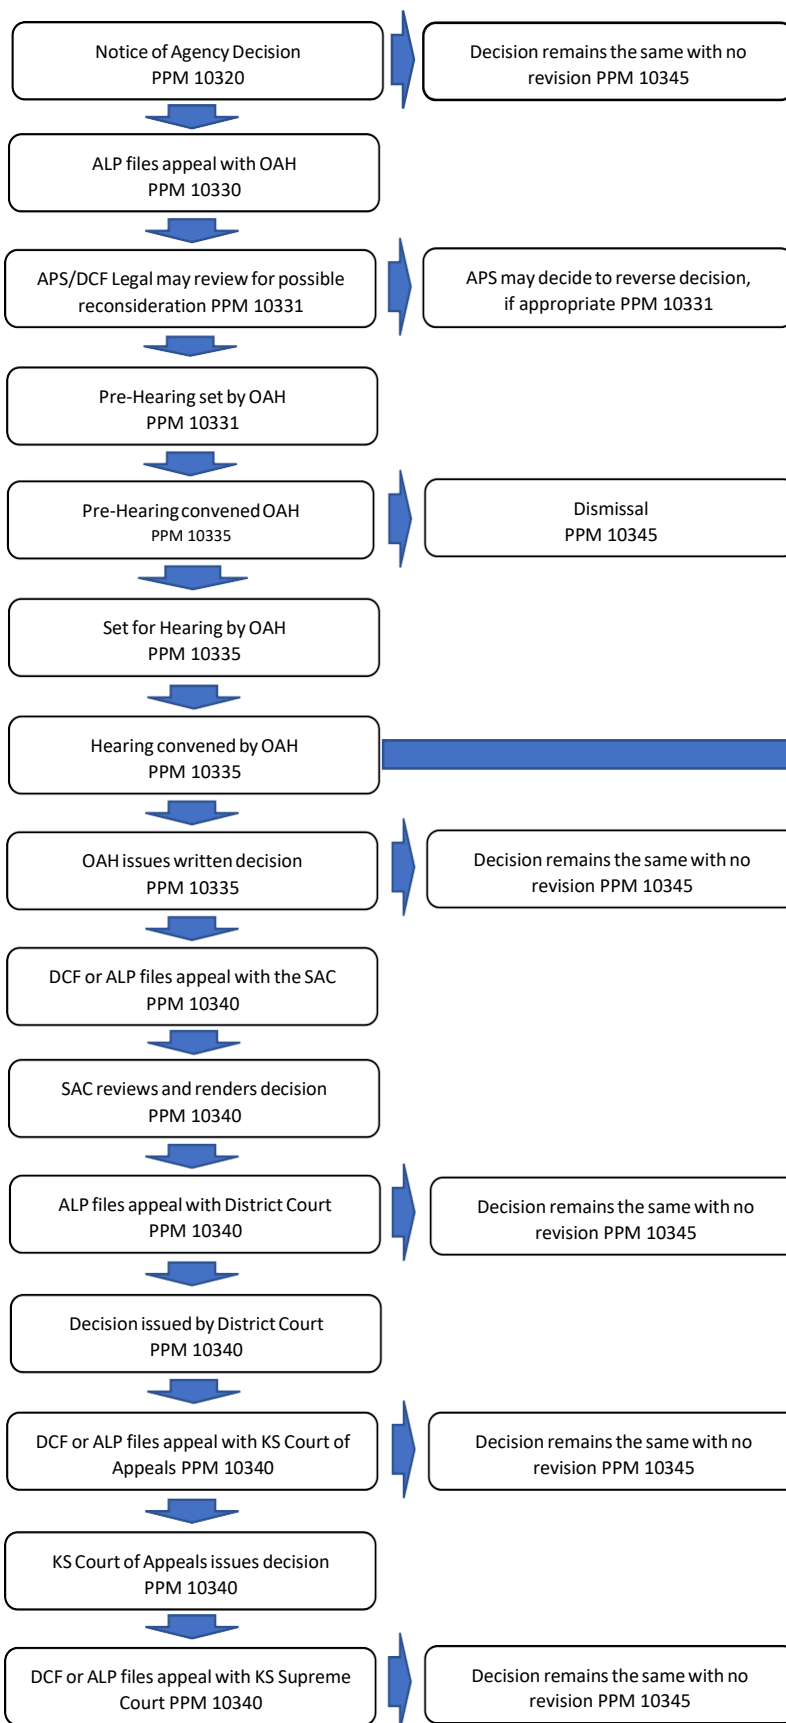 Notice of Agency Decision
PPM 10320
Decision remains the same with no
revision PPM 10345
ALP files appeal with OAH
PPM 10330
APS/DCF Legal may review for possible
reconsideration PPM 10331
APS may decide to reverse decision,
if appropriate PPM 10331
Pre-Hearing set by OAH
PPM 10331
Pre-Hearing convened OAH
PPM 10335
Dismissal
PPM 10345
Set for Hearing by OAH
PPM 10335
Hearing convened by OAH
PPM 10335
OAH issues written decision
PPM 10335
Decision remains the same with no
revision PPM 10345
DCF or ALP files appeal with the SAC
PPM 10340
SAC reviews and renders decision
PPM 10340
ALP files appeal with District Court
PPM 10340
Decision remains the same with no
revision PPM 10345
Decision issued by District Court
PPM 10340
DCF or ALP files appeal with KS Court of
Appeals PPM 10340
Decision remains the same with no
revision PPM 10345
KS Court of Appeals issues decision
PPM 10340
DCF or ALP files appeal with KS Supreme
Court PPM 10340
Decision remains the same with no
revision PPM 10345